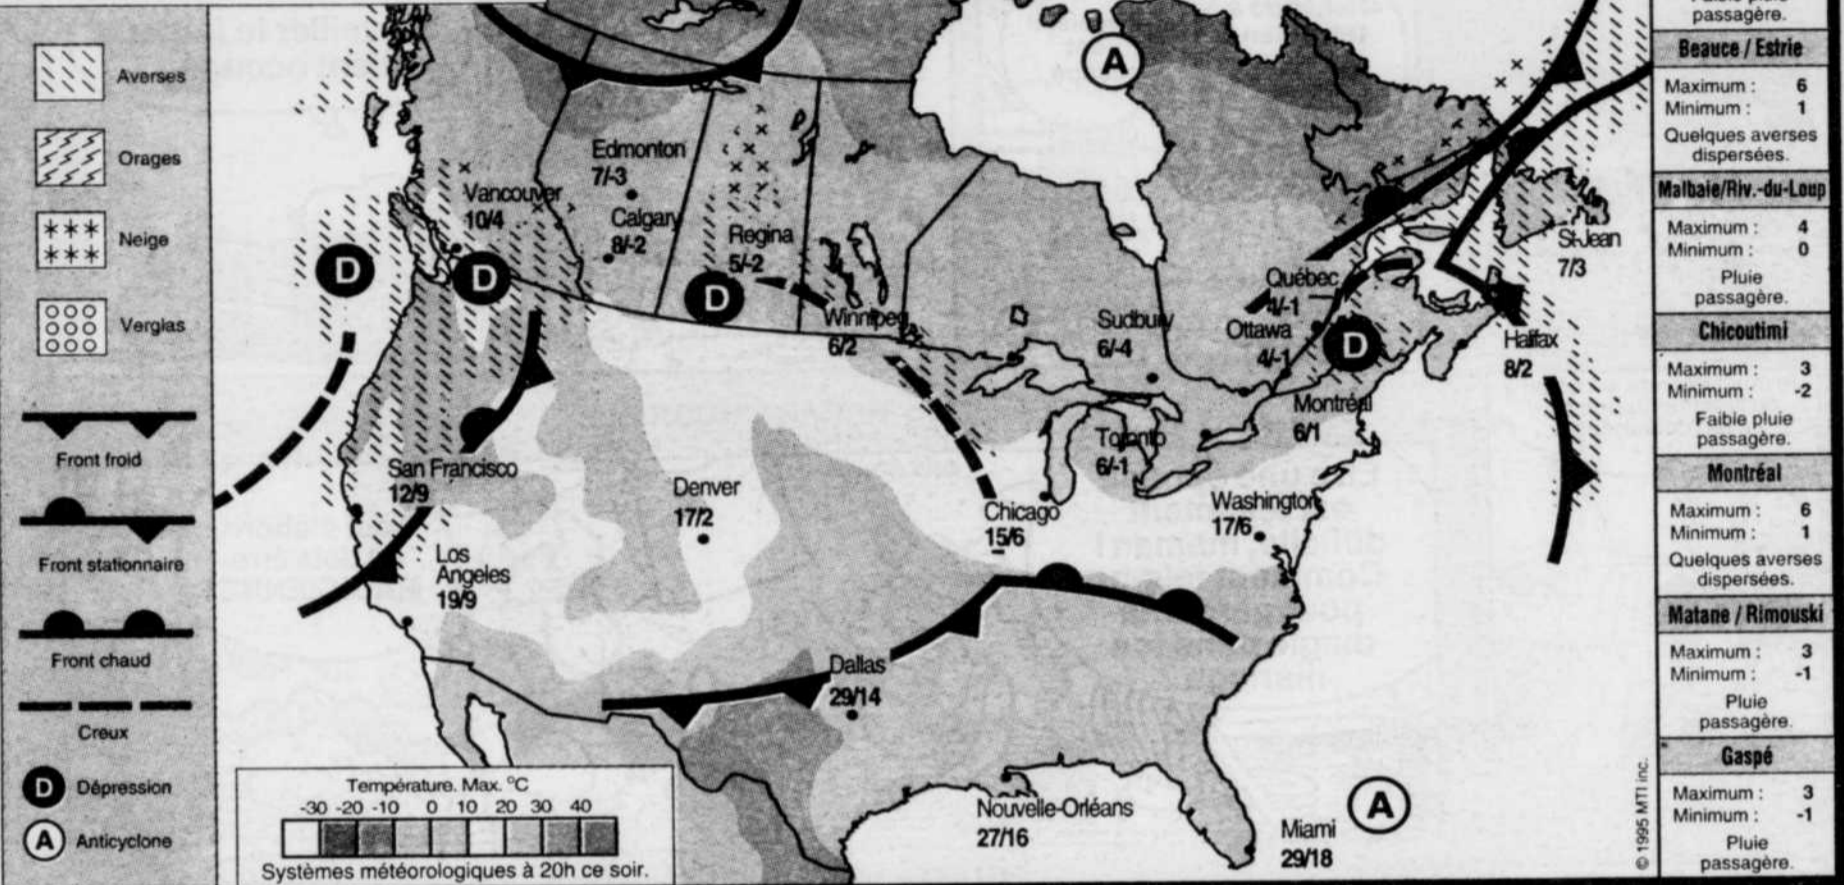 Averses
Orages
Neige
Verglas
Front froid
Front stationnaire
Front chaud
Creux
D Dépression
A Anticyclone
A
Edmonton
7/-3
Vancouver
10/4
Calgary
8/-2
Regina
5/-2
D
D
D
Winnipeg
6/2
Sudbury
6/-4
Québec
4/-1
Ottawa
4/-1
D
St-Jean
7/3
Halifax
8/2
Montréal
6/1
Toronto
6/-1
San Francisco
12/9
Denver
17/2
Chicago
15/6
Washington
17/6
Los
Angeles
19/9
Dallas
29/14
Nouvelle-Orléans
27/16
Miami
29/18
A
Température. Max. °C
-30 -20 -10 0 10 20 30 40
Systèmes météorologiques à 20h ce soir.
© 1995 MTI inc.
passagère.
Beauce / Estrie
Maximum : 6
Minimum : 1
Quelques averses
dispersées.
Malbaie/Riv.-du-Loup
Maximum : 4
Minimum : 0
Pluie
passagère.
Chicoutimi
Maximum : 3
Minimum : -2
Faible pluie
passagère.
Montréal
Maximum : 6
Minimum : 1
Quelques averses
dispersées.
Matane / Rimouski
Maximum : 3
Minimum : -1
Pluie
passagère.
Gaspé
Maximum : 3
Minimum : -1
Pluie
passagère.